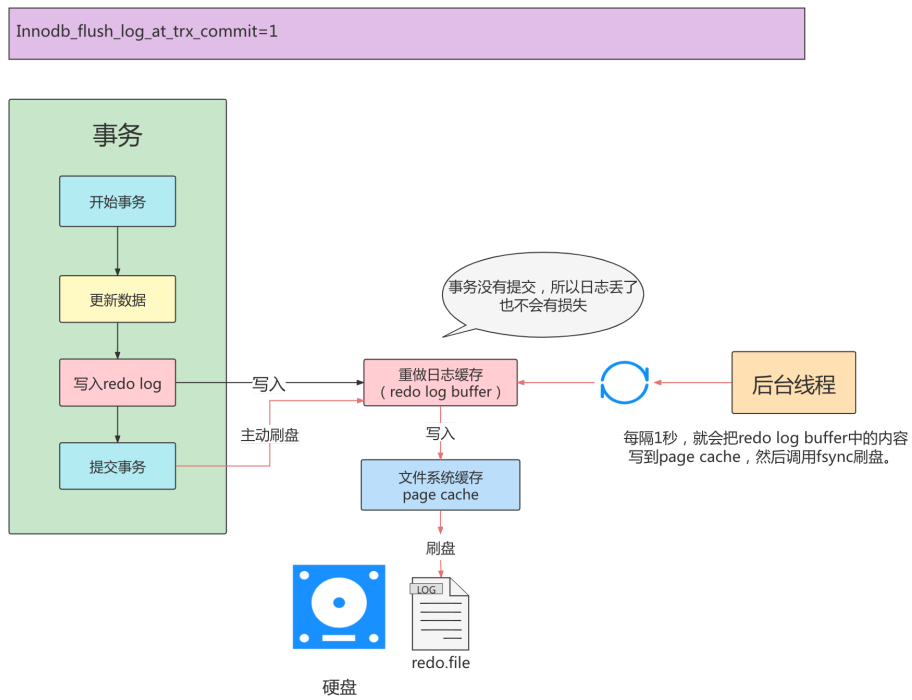 Innodb_flush_log_at_trx_commit=1
事务
开始事务
更新数据
写入redo log
提交事务
写入
主动刷盘
事务没有提交，所以日志丢了
也不会有损失
重做日志缓存
（redo log buffer）
写入
文件系统缓存
page cache
刷盘
LOG
redo.file
硬盘
后台线程
每隔1秒，就会把redo log buffer中的内容
写到page cache，然后调用fsync刷盘。